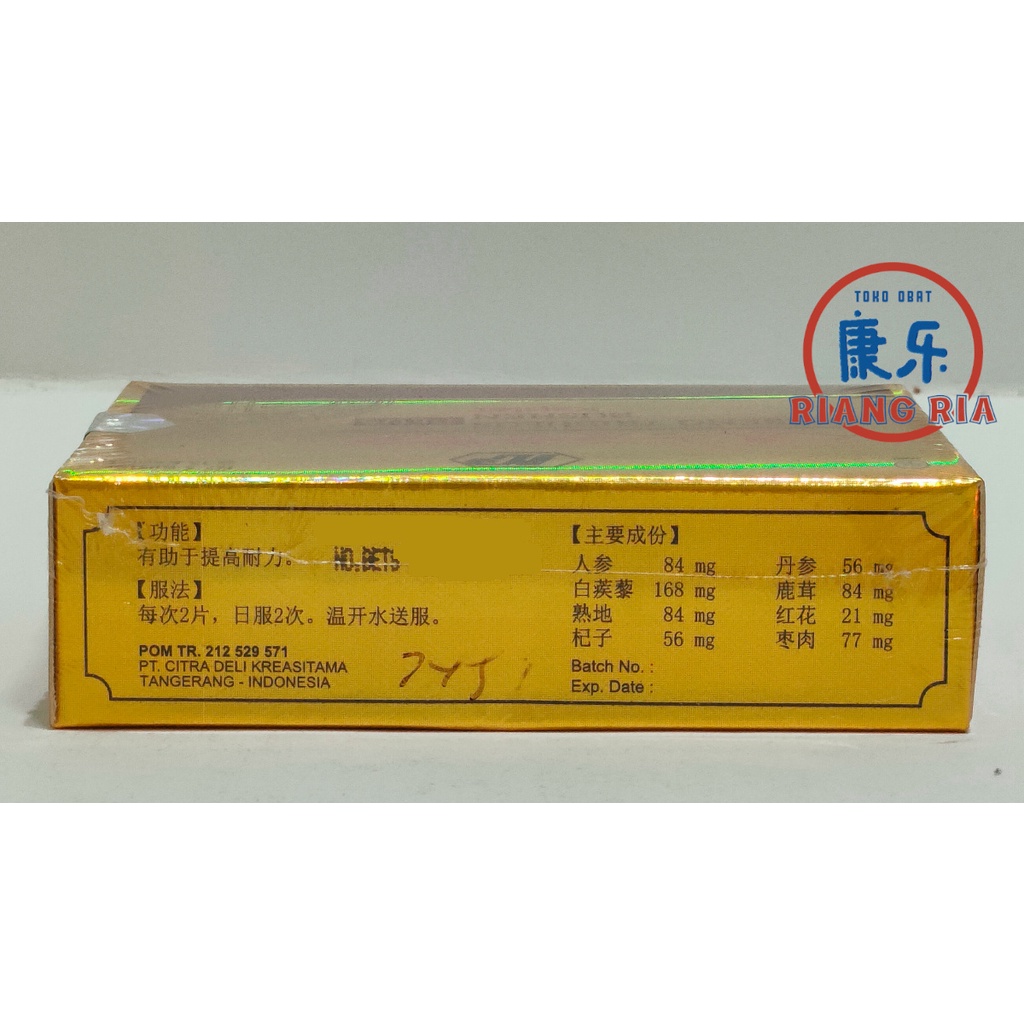 TOKO OBAT
康乐
RIANG RIA
【功能】
有助于提高耐力。
NO.BETS
【服法】
每次2片，日服2次。温开水送服。
POM TR. 212 529 571
PT. CITRA DELI KREASITAMA
TANGERANG - INDONESIA
【主要成份】
人参 84 mg 丹参 56 mg
白蒺藜 168 mg 鹿茸 84 mg
熟地 84 mg 红花 21 mg
杞子 56 mg 枣肉 77 mg
Batch No. :
Exp. Date :